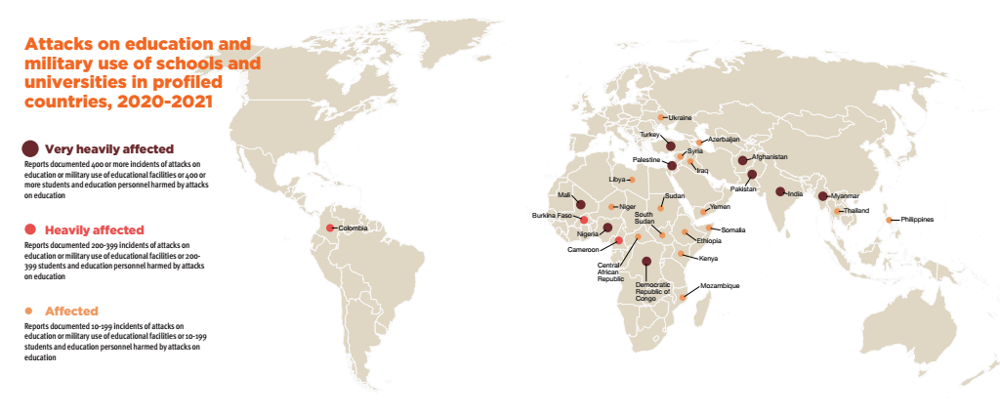 Attacks on education and
military use of schools and
universities in profiled
countries, 2020-2021
Very heavily affected
Reports documented 400 or more incidents of attacks on
education or military use of educational facilities or 400 or
more students and education personnel harmed by attacks
on education
Heavily affected
Reports documented 200-399 incidents of attacks on
education or military use of educational facilities or 200-
399 students and education personnel harmed by attacks
on education
Affected
Reports documented 10-199 incidents of attacks on
education or military use of educational facilities or 10-199
students and education personnel harmed by attacks on
education
Colombia
Ukraine
Turkey
Azerbaijan
Syria
Palestine
Iraq
Afghanistan
Pakistan
Libya
India
Myanmar
Mali
Niger
Sudan
Yemen
Thailand
Burkina Faso
South
Sudan
Philippines
Nigeria
Somalia
Ethiopia
Cameroon
Kenya
Central
African
Republic
Democratic
Republic of
Congo
Mozambique